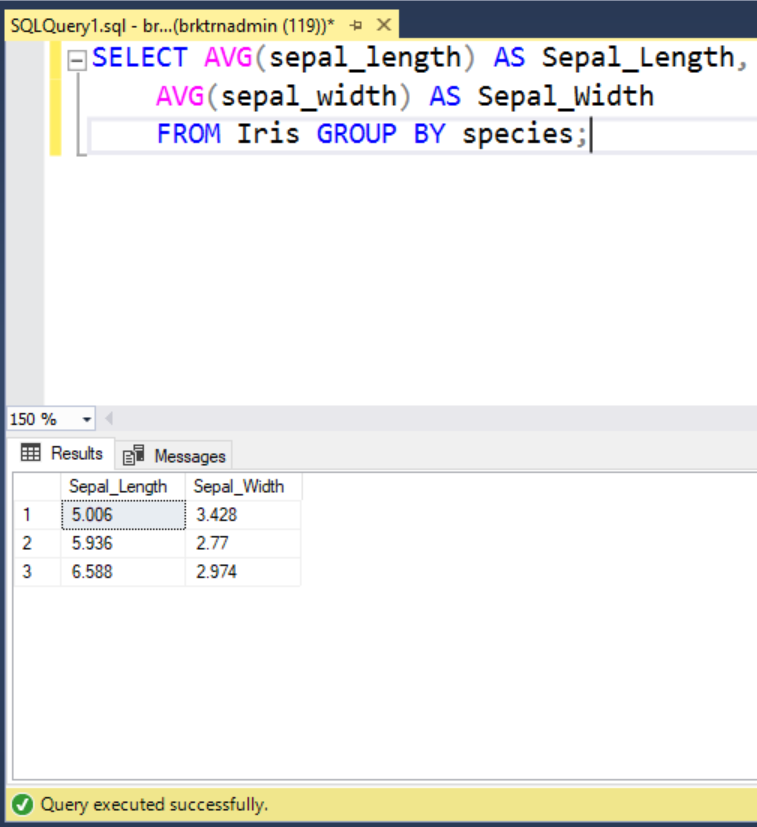 SQLQuery1.sql - br...(brktrnadmin (119))*
SELECT AVG(sepal_length) AS Sepal_Length,
AVG(sepal_width) AS Sepal_Width
FROM Iris GROUP BY species;
150 %
Results Messages
Sepal_Length Sepal_Width
1 5.006 3.428
2 5.936 2.77
3 6.588 2.974
Query executed successfully.